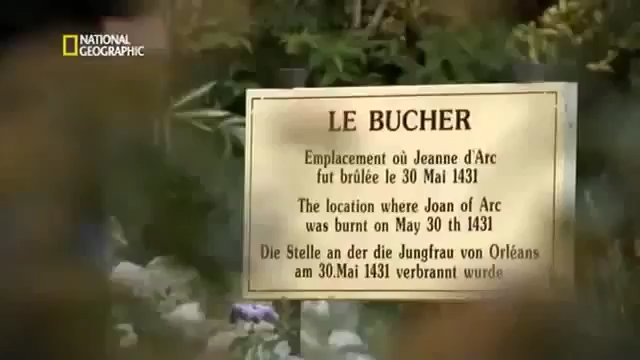 NATIONAL
GEOGRAPHIC
LE BUCHER
Emplacement où Jeanne d'Arc
fut brûlée le 30 Mai 1431
The location where Joan of Arc
was burnt on May 30 th 1431
Die Stelle an der die Jungfrau von Orléans
am 30.Mai 1431 verbrannt wurde